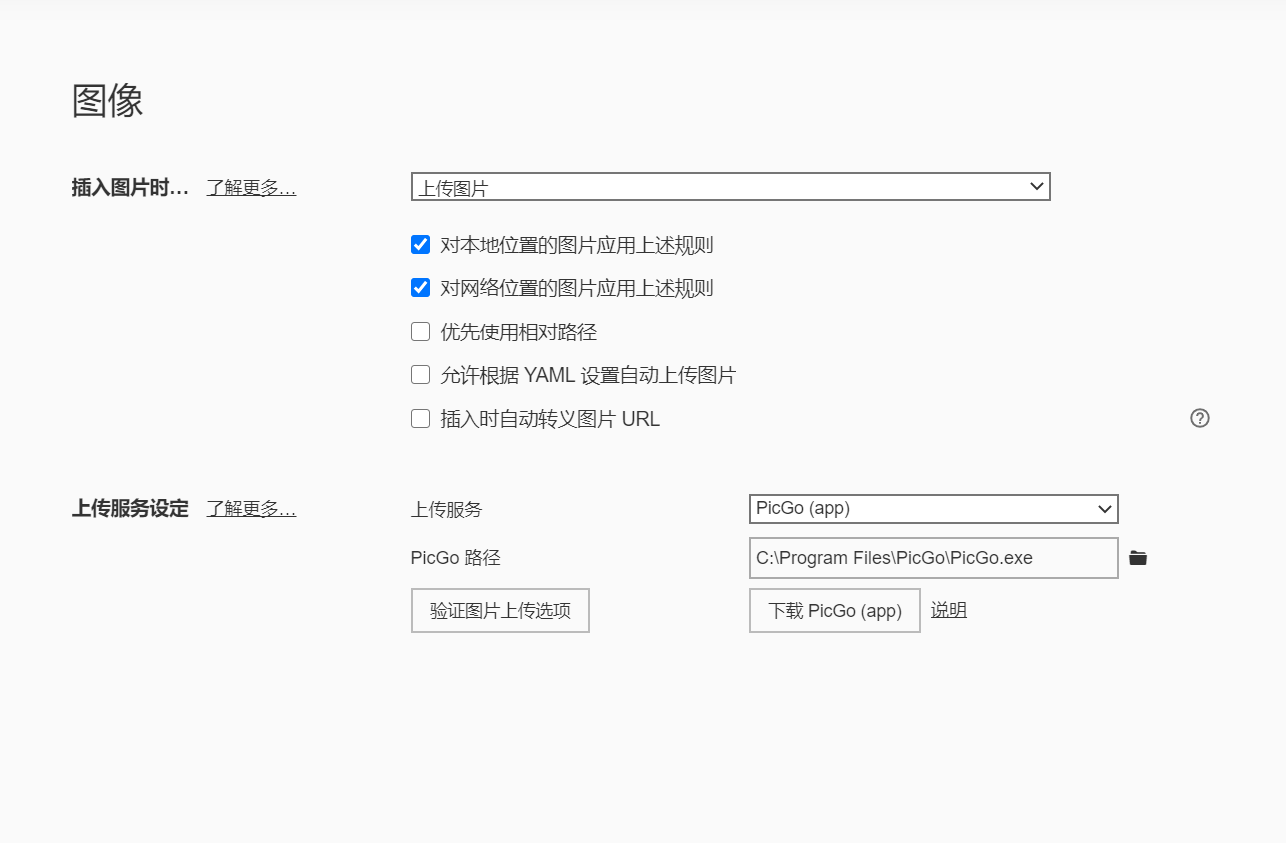 图像
插入图片时... 了解更多... 上传图片
对本地位置的图片应用上述规则
对网络位置的图片应用上述规则
优先使用相对路径
允许根据 YAML 设置自动上传图片
插入时自动转义图片 URL
上传服务设定 了解更多... 上传服务 PicGo (app)
PicGo 路径 C:\Program Files\PicGo\PicGo.exe
验证图片上传选项 下载 PicGo (app) 说明